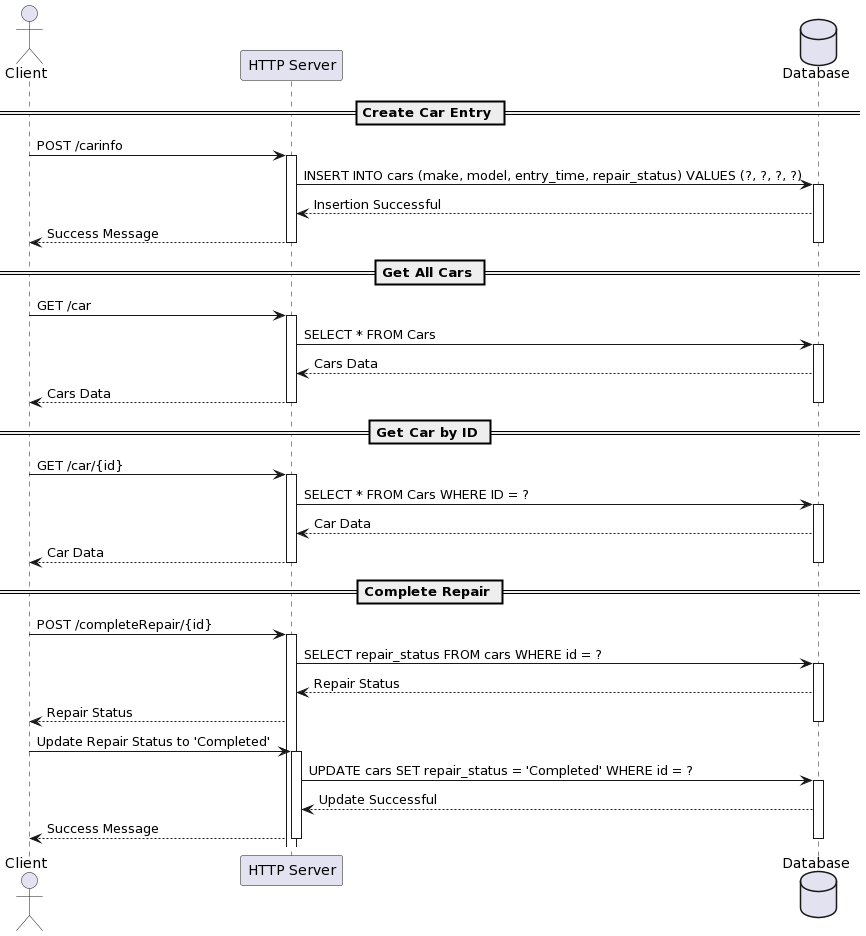 Client
HTTP Server
Database
Create Car Entry
POST /carinfo
INSERT INTO cars (make, model, entry_time, repair_status) VALUES (?, ?, ?, ?)
Insertion Successful
Success Message
Get All Cars
GET /car
SELECT * FROM Cars
Cars Data
Cars Data
Get Car by ID
GET /car/{id}
SELECT * FROM Cars WHERE ID = ?
Car Data
Car Data
Complete Repair
POST /completeRepair/{id}
SELECT repair_status FROM cars WHERE id = ?
Repair Status
Repair Status
Update Repair Status to 'Completed'
UPDATE cars SET repair_status = 'Completed' WHERE id = ?
Update Successful
Success Message
Client
HTTP Server
Database